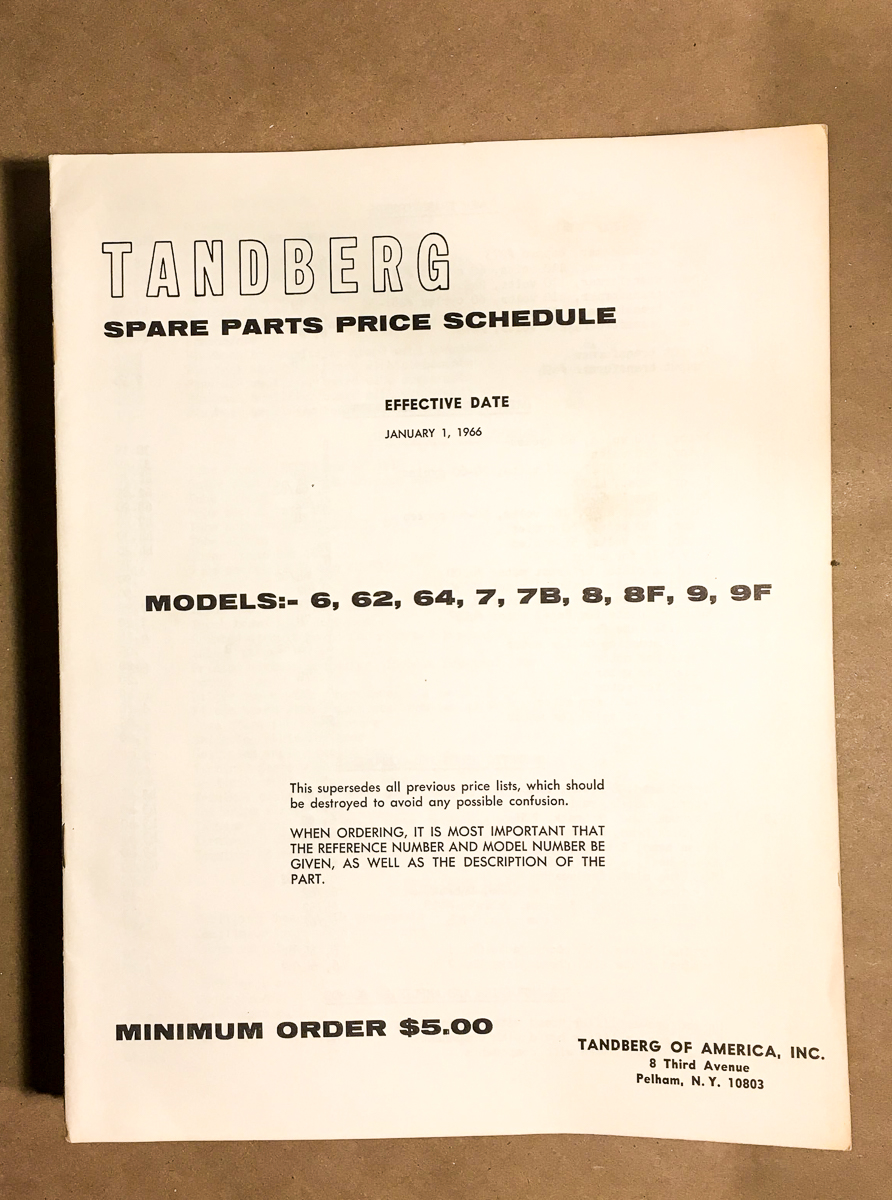 TANDBERG
SPARE PARTS PRICE SCHEDULE
EFFECTIVE DATE
JANUARY 1, 1966
MODELS:- 6, 62, 64, 7, 7B, 8, 8F, 9, 9F
This supersedes all previous price lists, which should
be destroyed to avoid any possible confusion.
WHEN ORDERING, IT IS MOST IMPORTANT THAT
THE REFERENCE NUMBER AND MODEL NUMBER BE
GIVEN, AS WELL AS THE DESCRIPTION OF THE
PART.
MINIMUM ORDER $5.00
TANDBERG OF AMERICA, INC.
8 Third Avenue
Pelham, N. Y. 10803